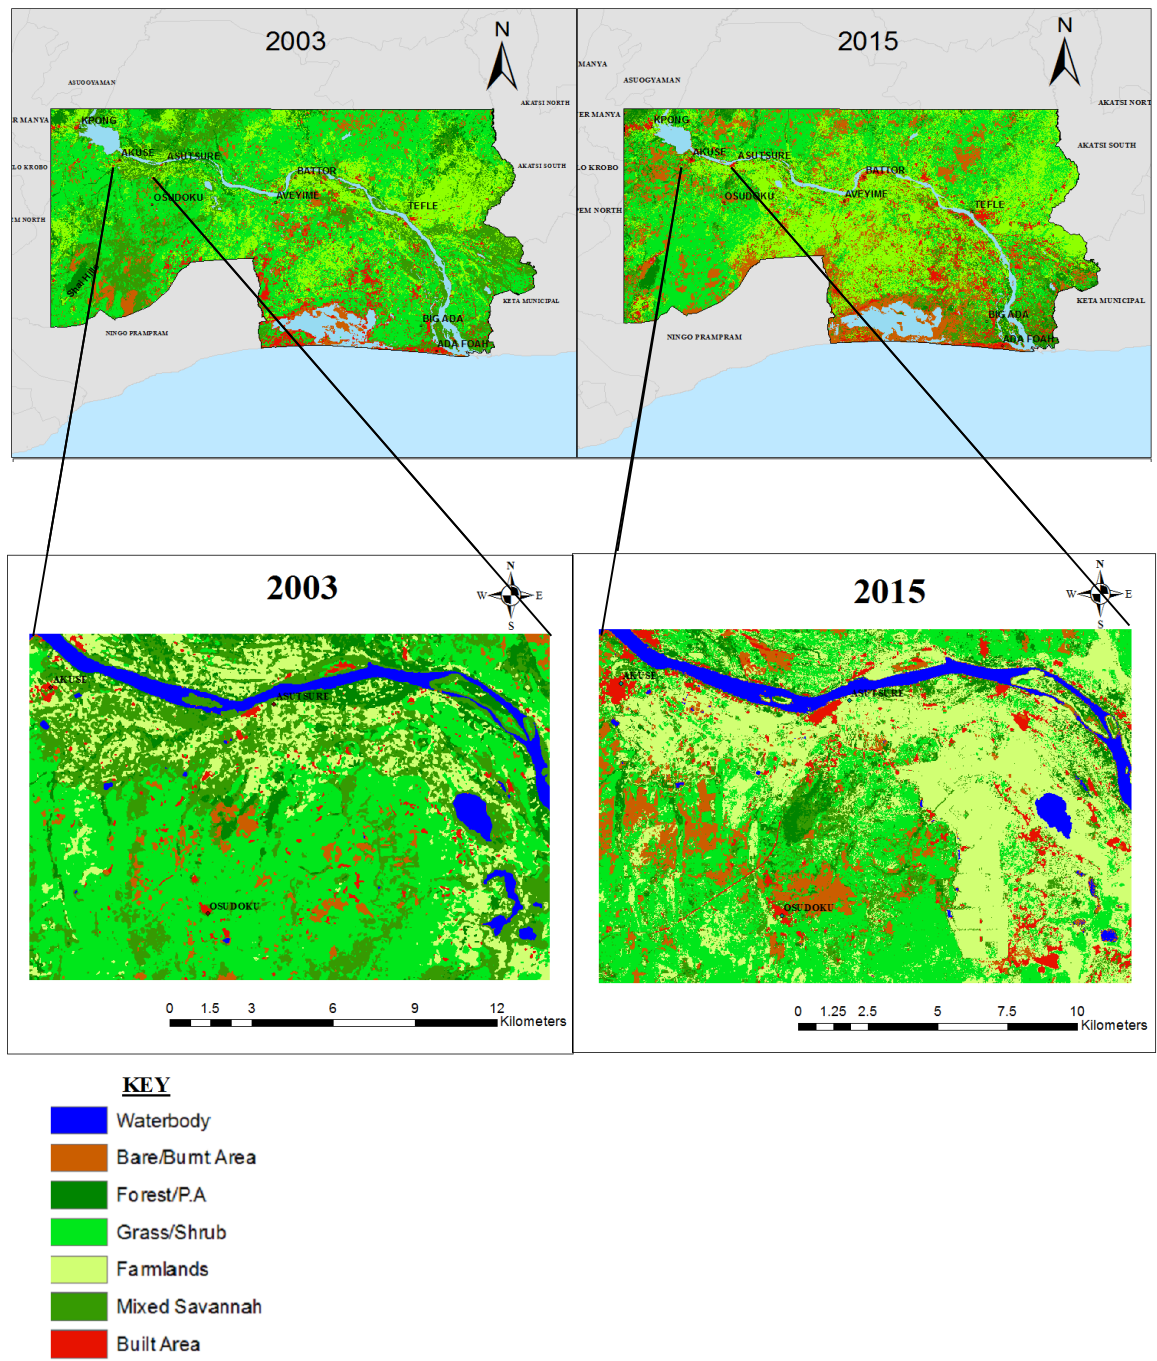 2003
N
ASUOGYAMAN
AKATSI NORTH
R MANYA
KPONG
AKUSE
ASUTSURE
LO KROBO
BATTOR
AKATSI SOUTH
OSUDOKU
AVEYIME
TEFLE
EM NORTH
Shai Hills
KETA MUNICIPAL
BIG ADA
NINGO PRAMPRAM
ADA FOAH
2015
N
MANYA
ASUOGYAMAN
AKATSI NORT
ER MANYA
KPONG
AKATSI SOUTH
AKUSE
ASUTSURE
LO KROBO
BATTOR
OSUDOKU
AVEYIME
TEFLE
PEM NORTH
KETA MUNICIPAL
BIG ADA
NINGO PRAMPRAM
ADA FOAH
2003
N
W
E
S
AKUSE
ASUTSURE
OSUDOKU
0 1.5 3 6 9 12
Kilometers
2015
N
W
E
S
AKUSE
ASUTSURE
OSUDOKU
0 1.25 2.5 5 7.5 10
Kilometers
KEY
Waterbody
Bare/Burnt Area
Forest/P.A
Grass/Shrub
Farmlands
Mixed Savannah
Built Area